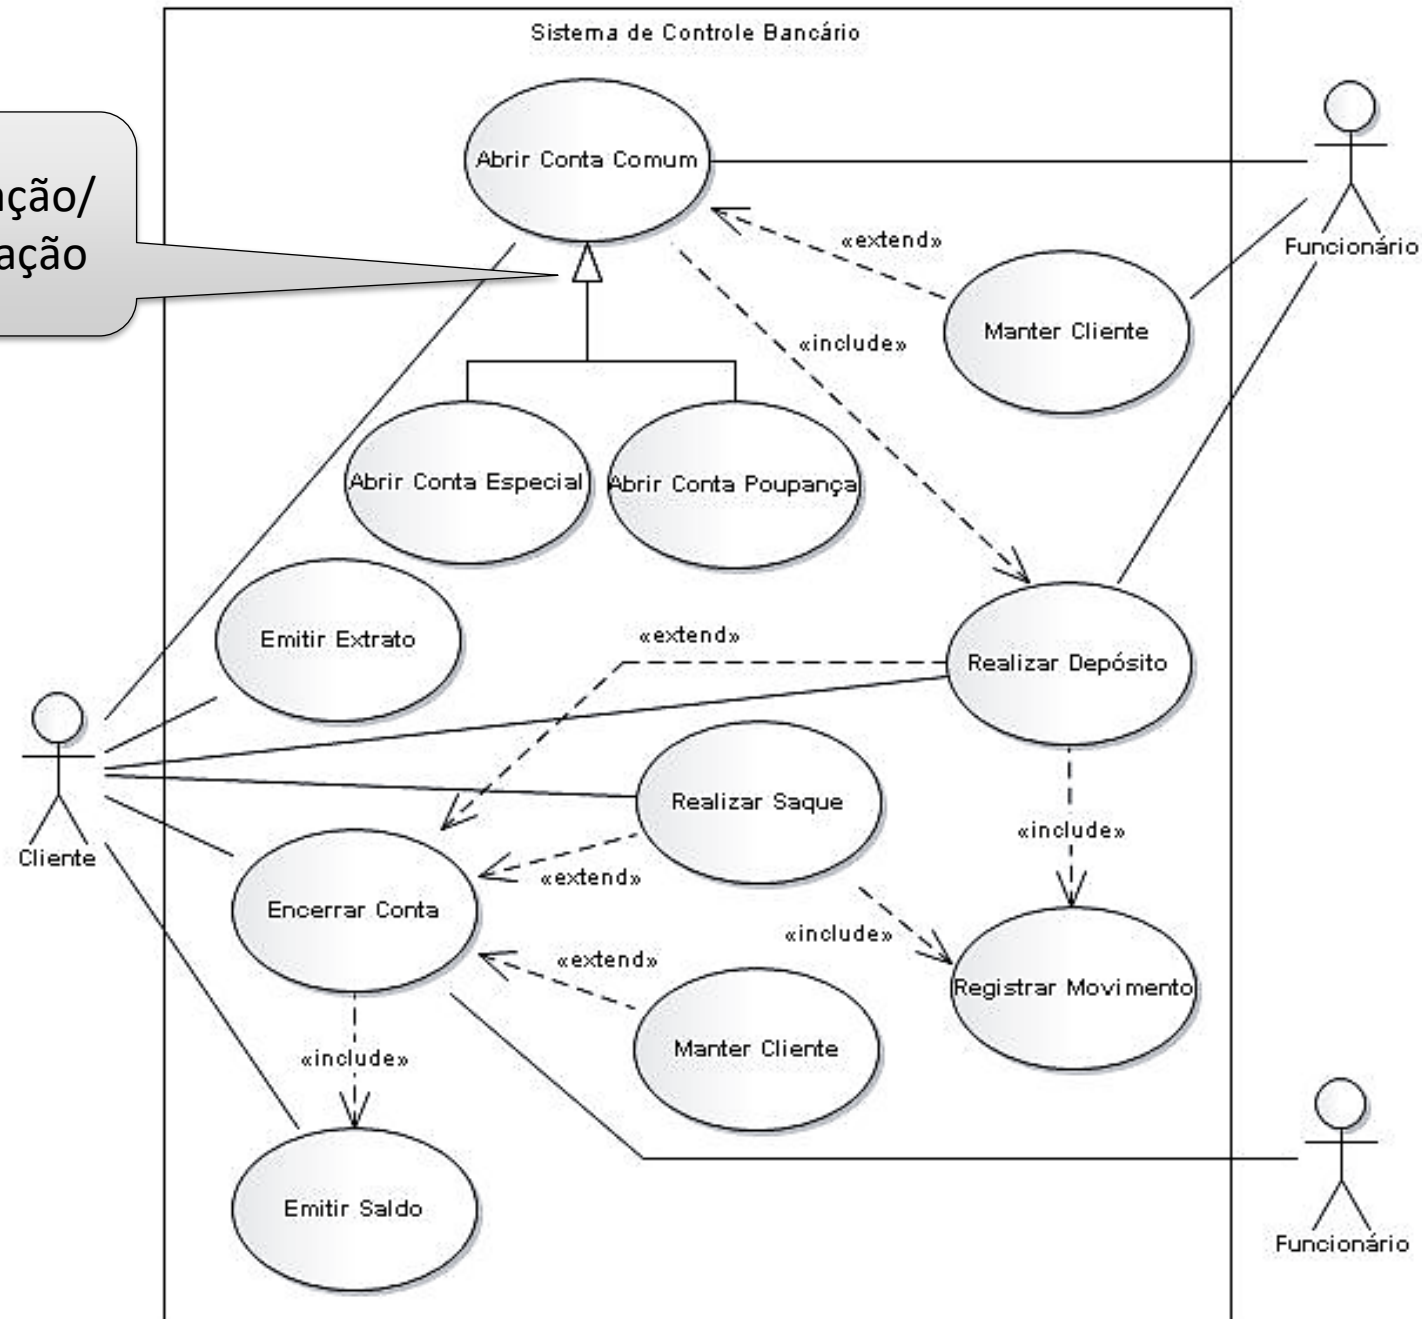 Sistema de Controle Bancário
Abrir Conta Comum
ação/
ação
«extend»
Funcionário
Manter Cliente
«include»
Abrir Conta Especial
Abrir Conta Poupança
Emitir Extrato
«extend»
Realizar Depósito
Realizar Saque
«include»
Cliente
«extend»
Encerrar Conta
«include»
«extend»
Registrar Movimento
Manter Cliente
«include»
Emitir Saldo
Funcionário